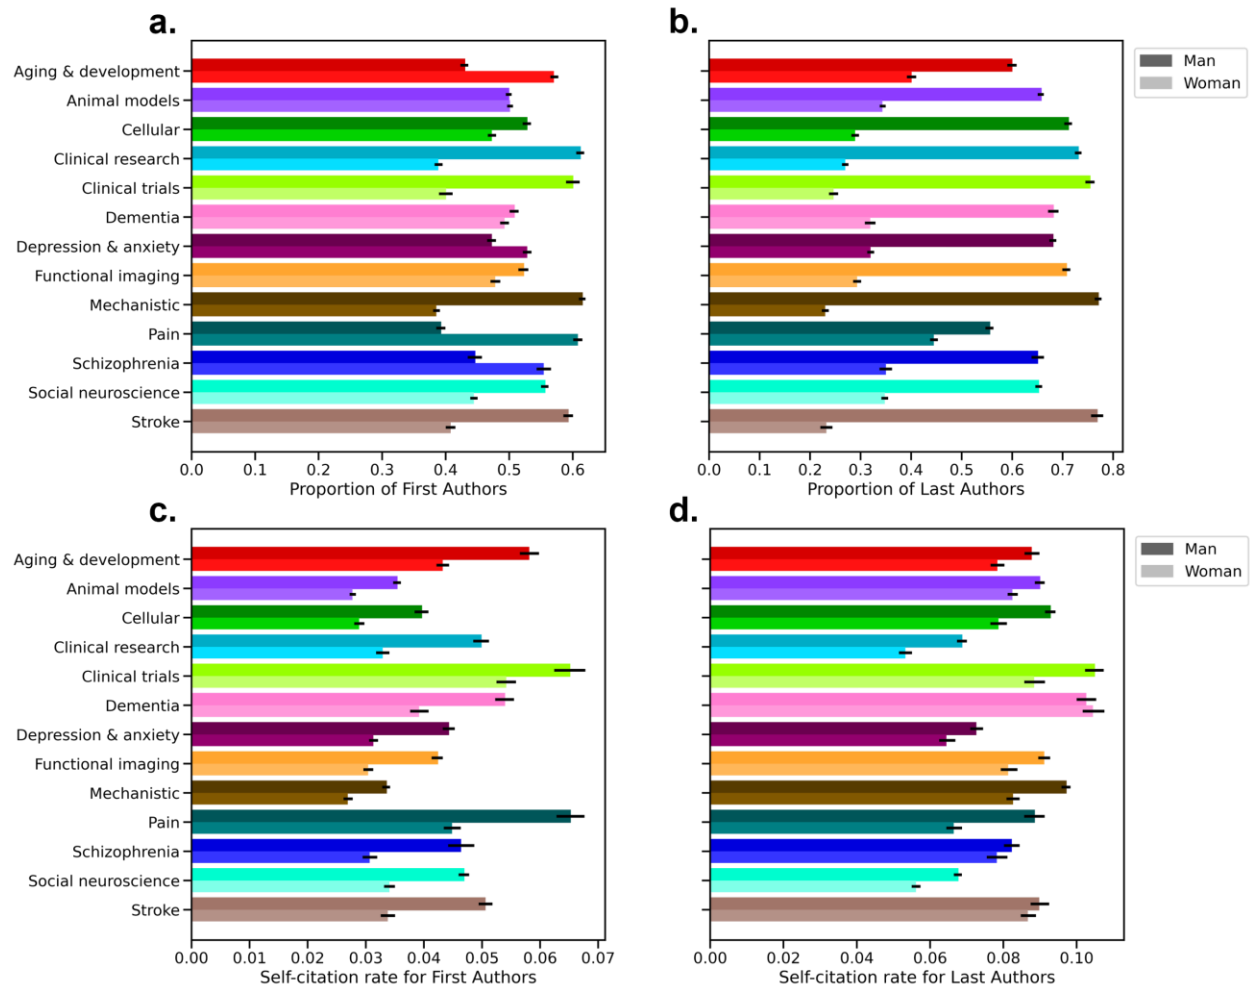 a.
Aging & development
Animal models
Cellular
Clinical research
Clinical trials
Dementia
Depression & anxiety
Functional imaging
Mechanistic
Pain
Schizophrenia
Social neuroscience
Stroke
0.0 0.1 0.2 0.3 0.4 0.5 0.6
Proportion of First Authors
b.
Man
Woman
0.0 0.1 0.2 0.3 0.4 0.5 0.6 0.7 0.8
Proportion of Last Authors
c.
Aging & development
Animal models
Cellular
Clinical research
Clinical trials
Dementia
Depression & anxiety
Functional imaging
Mechanistic
Pain
Schizophrenia
Social neuroscience
Stroke
0.00 0.01 0.02 0.03 0.04 0.05 0.06 0.07
Self-citation rate for First Authors
d.
Man
Woman
0.00 0.02 0.04 0.06 0.08 0.10
Self-citation rate for Last Authors